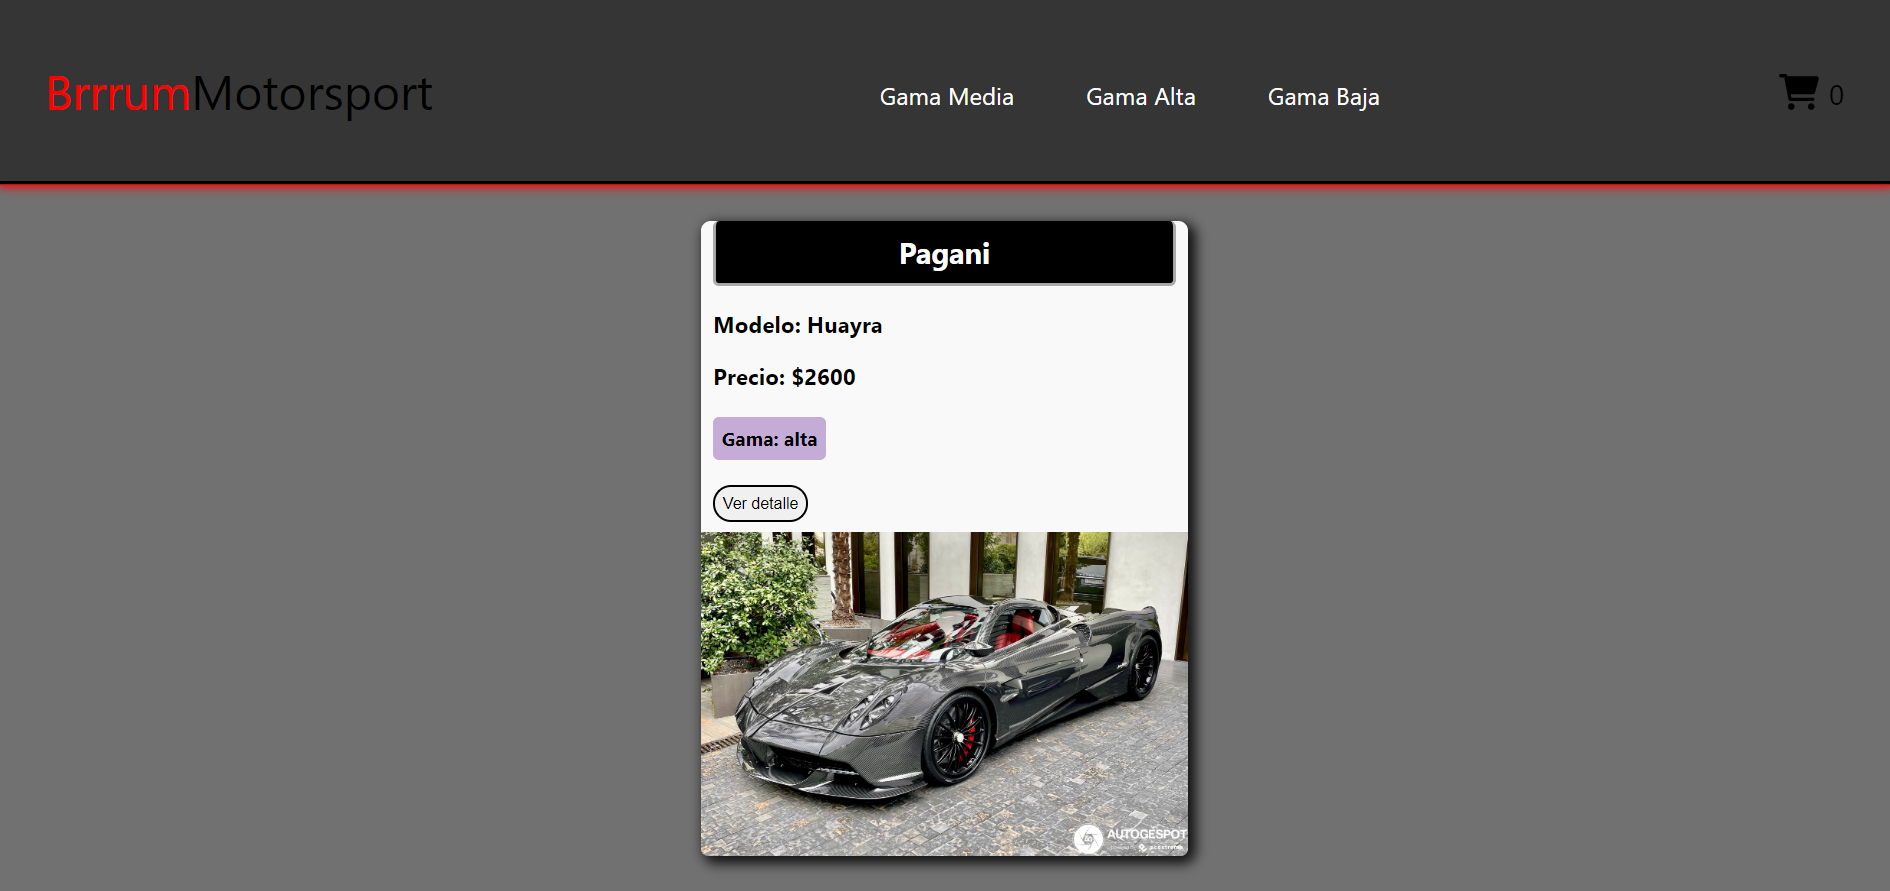 BrrrumMotorsport
Gama Media
Gama Alta
Gama Baja
0
Pagani
Modelo: Huayra
Precio: $2600
Gama: alta
Ver detalle
AUTOGESPOT